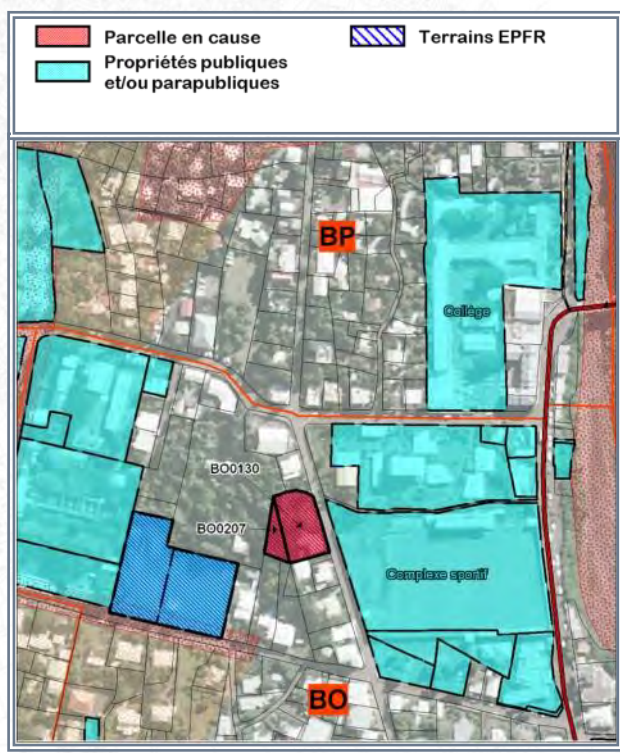 Parcelle en cause
Propriétés publiques
et/ou parapubliques
Terrains EPFR
BP
Collège
BO0130
BO0207
Complexe sportif
BO